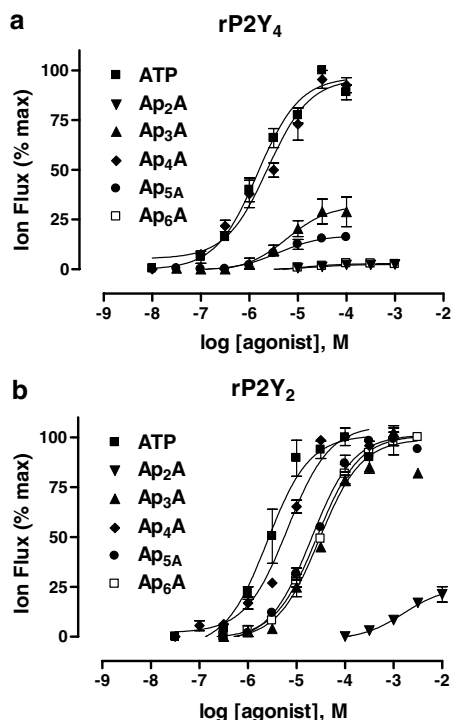 a
rP2Y4
Ion Flux (% max)
100
75
50
25
0
ATP
Ap2A
Ap3A
Ap4A
Ap5A
Ap6A
-9 -8 -7 -6 -5 -4 -3 -2
log [agonist], M
b
rP2Y2
Ion Flux (% max)
100
75
50
25
0
ATP
Ap2A
Ap3A
Ap4A
Ap5A
Ap6A
-9 -8 -7 -6 -5 -4 -3 -2
log [agonist], M